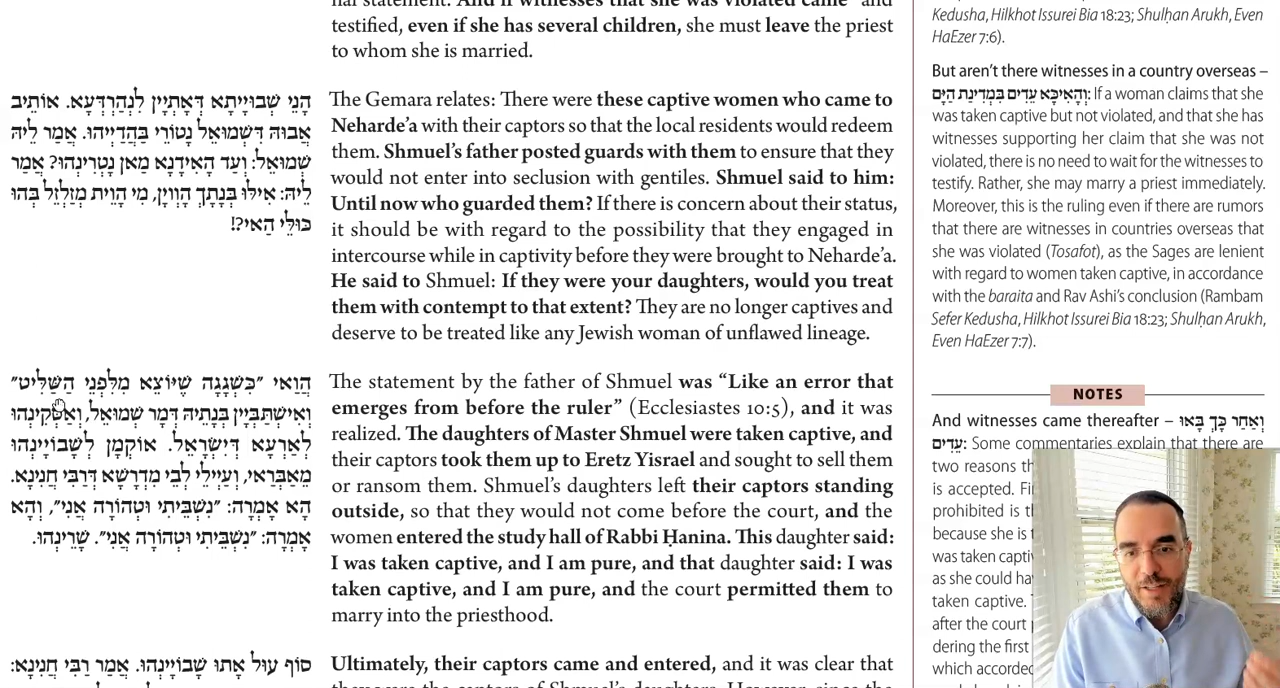 nal statement. And if witnesses that she was violated came and
testified, even if she has several children, she must leave the priest
to whom she is married.
הָנֵי שְׁבוּיָיתָא דְּאָתְיָין לִנְהַרְדְּעָא. אוֹתֵיב
אֲבוּהּ דִּשְׁמוּאֵל נָטוֹרֵי בַּהֲדַיְיהוּ. אֲמַר לֵיהּ
שְׁמוּאֵל: וְעַד הָאִידָּנָא מַאן נָטְרִינְהוּ? אֲמַר
לֵיהּ: אִילּוּ בְּנָתָךְ הָוְויָן, מִי הֲוֵית מְזַלְזֵל בְּהוּ
כּוּלֵּי הַאי?!
The Gemara relates: There were these captive women who came to
Neharde’a with their captors so that the local residents would redeem
them. Shmuel’s father posted guards with them to ensure that they
would not enter into seclusion with gentiles. Shmuel said to him:
Until now who guarded them? If there is concern about their status,
it should be with regard to the possibility that they engaged in
intercourse while in captivity before they were brought to Neharde’a.
He said to Shmuel: If they were your daughters, would you treat
them with contempt to that extent? They are no longer captives and
deserve to be treated like any Jewish woman of unflawed lineage.
הֲוַאי ״כִּשְׁגָגָה שֶׁיּוֹצָא מִלִּפְנֵי הַשַּׁלִּיט״
וְאִישְׁתַּבְיָין בְּנָתֵיהּ דְּמָר שְׁמוּאֵל, וְאַסְּקִינְהוּ
לְאַרְעָא דְיִשְׂרָאֵל. אוֹקְמָן לְשָׁבוֹיָינְהוּ
מֵאַבָּרַאי, וְעָיְילִי לְבֵי מִדְרָשָׁא דְּרַבִּי חֲנִינָא.
הָא אָמְרָה: ״נִשְׁבֵּיתִי וּטְהוֹרָה אֲנִי״, וְהָא
אָמְרָה: ״נִשְׁבֵּיתִי וּטְהוֹרָה אֲנִי״. שַׁרְינְהוּ.
The statement by the father of Shmuel was “Like an error that
emerges from before the ruler” (Ecclesiastes 10:5), and it was
realized. The daughters of Master Shmuel were taken captive, and
their captors took them up to Eretz Yisrael and sought to sell them
or ransom them. Shmuel’s daughters left their captors standing
outside, so that they would not come before the court, and the
women entered the study hall of Rabbi Ḥanina. This daughter said:
I was taken captive, and I am pure, and that daughter said: I was
taken captive, and I am pure, and the court permitted them to
marry into the priesthood.
סוֹף עוּל אֲתוֹ שָׁבוֹיָינְהוּ. אֲמַר רַבִּי חֲנִינָא:
Ultimately, their captors came and entered, and it was clear that
Kedusha, Hilkhot Issurei Bia 18:23; Shulḥan Arukh, Even
HaEzer 7:6).
But aren’t there witnesses in a country overseas –
וְהָאִיכָּא עֵדִים בִּמְדִינַת הַיָּם: If a woman claims that she
was taken captive but not violated, and that she has
witnesses supporting her claim that she was not
violated, there is no need to wait for the witnesses to
testify. Rather, she may marry a priest immediately.
Moreover, this is the ruling even if there are rumors
that there are witnesses in countries overseas that
she was violated (Tosafot), as the Sages are lenient
with regard to women taken captive, in accordance
with the baraita and Rav Ashi’s conclusion (Rambam
Sefer Kedusha, Hilkhot Issurei Bia 18:23; Shulḥan Arukh,
Even HaEzer 7:7).
NOTES
And witnesses came thereafter – וְאַחַר כָּךְ בָּאוּ
עֵדִים: Some commentaries explain that there are
two reasons
is accepted.
prohibited is
because she is
was taken
as she could
taken captive.
after the court
dering the first
which